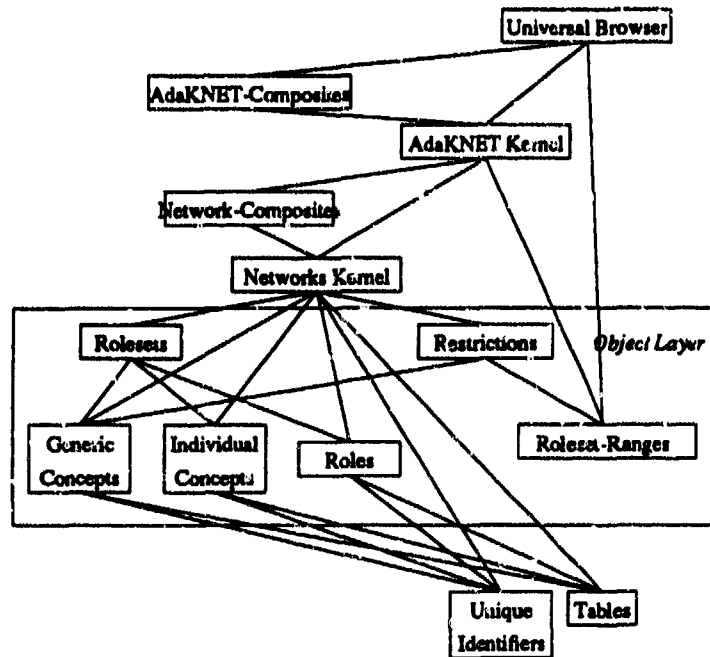 Universal Browser
AdaKNET-Composites
AdaKNET Kernel
Network-Composites
Networks Kernel
Rolesets
Restrictions
Object Layer
Generic
Concepts
Individual
Concepts
Roles
Roleset-Ranges
Unique
Identifiers
Tables